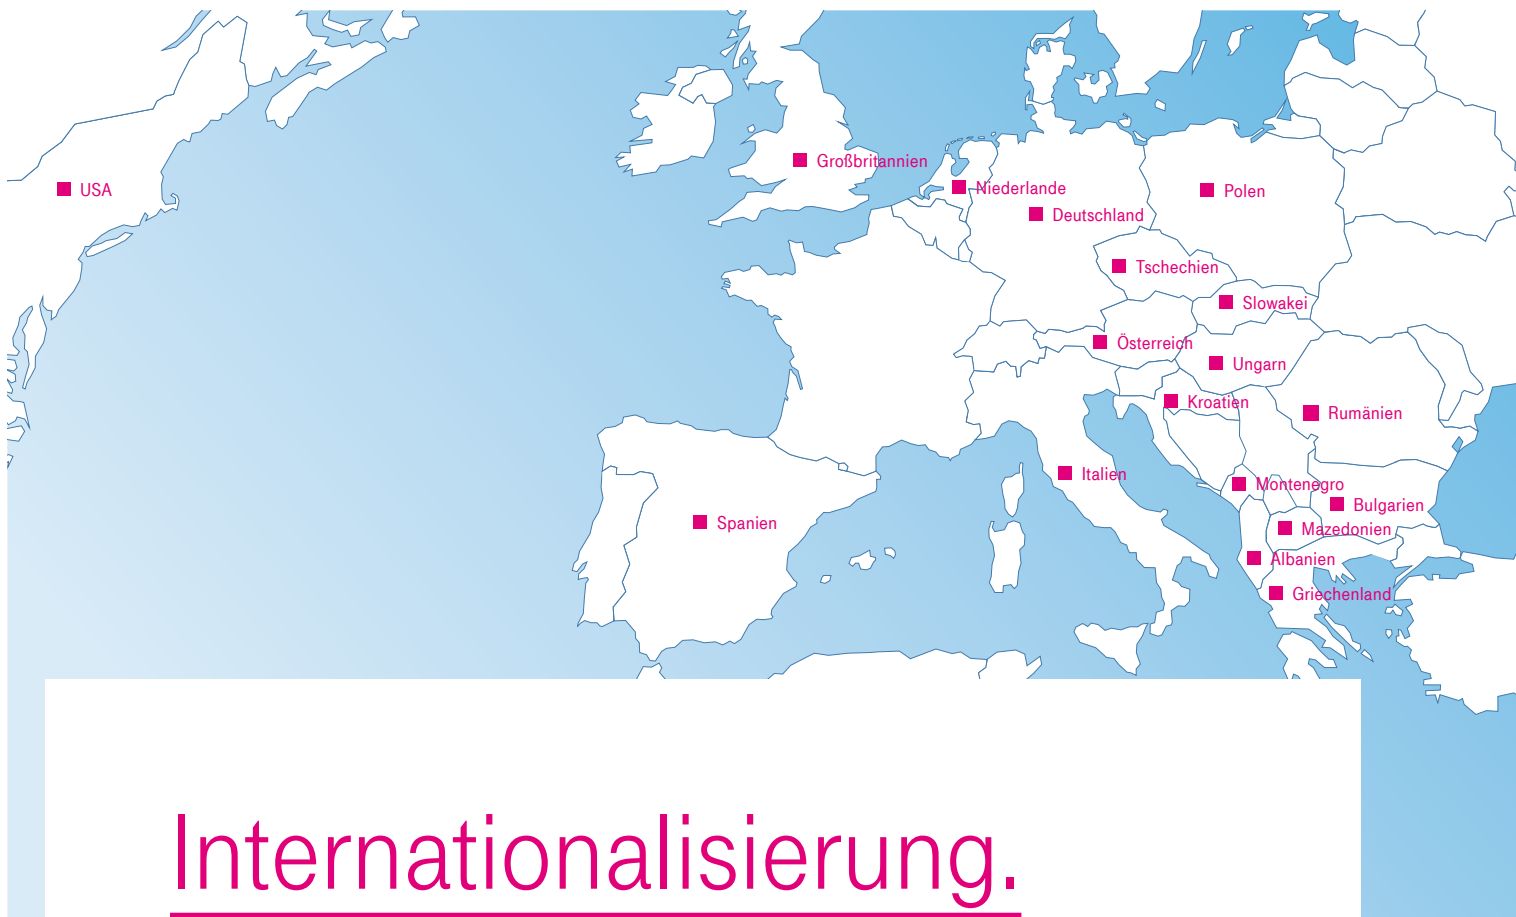 Großbritannien
USA
Niederlande
Polen
Deutschland
Tschechien
Slowakei
Österreich
Ungarn
Kroatien
Rumänien
Italien
Montenegro
Bulgarien
Spanien
Mazedonien
Albanien
Griechenland
Internationalisierung.